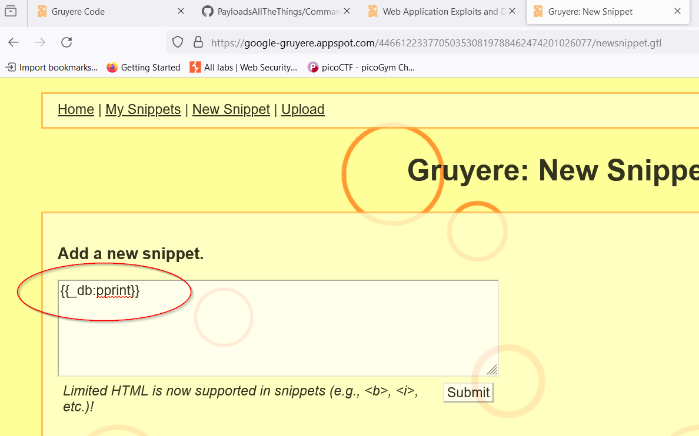 Gruyere Code
PayloadsAllTheThings/Comman
Web Application Exploits and D
Gruyere: New Snippet
https://google-gruyere.appspot.com/446612233770503530819788462474201026077/newsnippet.gtl
Import bookmarks...
Getting Started
All labs | Web Security...
picoCTF - picoGym Ch...
Home | My Snippets | New Snippet | Upload
Gruyere: New Snippe
Add a new snippet.
{{_db:pprint}}
Limited HTML is now supported in snippets (e.g., <b>, <i>,
etc.)!
Submit